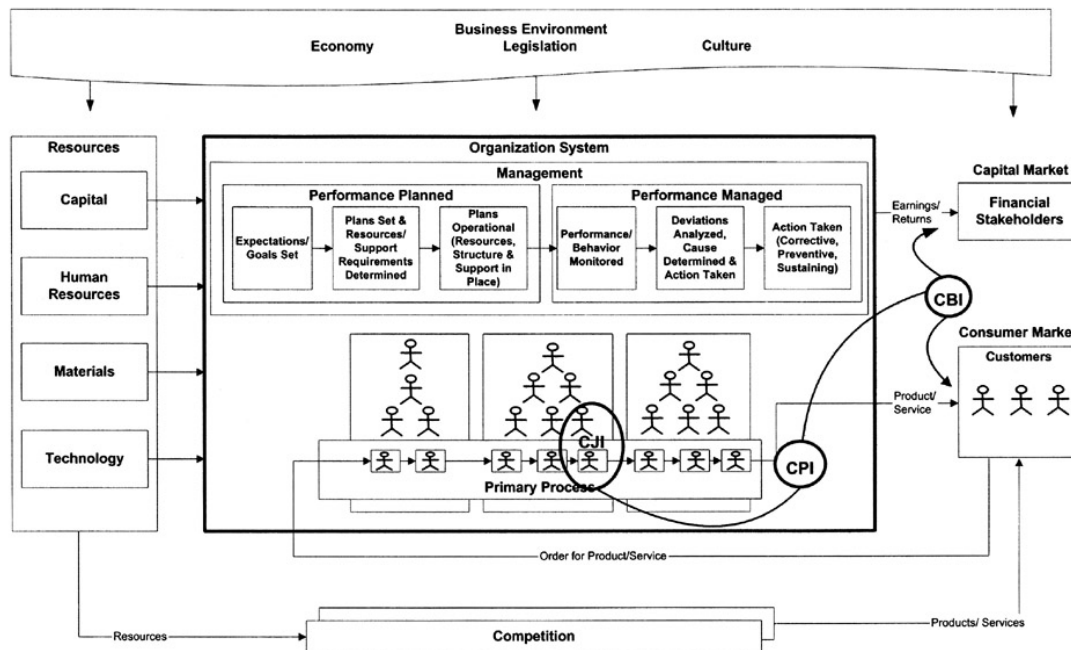 Business Environment
Economy
Legislation
Culture
Resources
Capital
Human
Resources
Materials
Technology
Organization System
Management
Performance Planned
Expectations/
Goals Set
Plans Set &
Resources/
Support
Requirements
Determined
Plans
Operational
(Resources,
Structure &
Support in
Place)
Performance Managed
Performance/
Behavior
Monitored
Deviations
Analyzed,
Cause
Determined &
Action Taken
Action Taken
(Corrective,
Preventive,
Sustaining)
Earnings/
Returns
Capital Market
Financial
Stakeholders
CBI
Consumer Market
Customers
Product/
Service
CJI
CPI
Primary Process
Order for Product/Service
Resources
Competition
Products/ Services